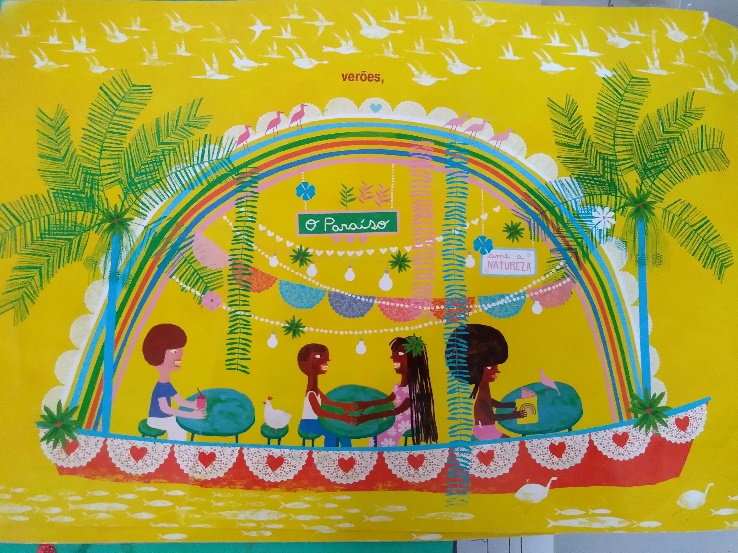 verões,
O Paraíso
ame a
NATUREZA